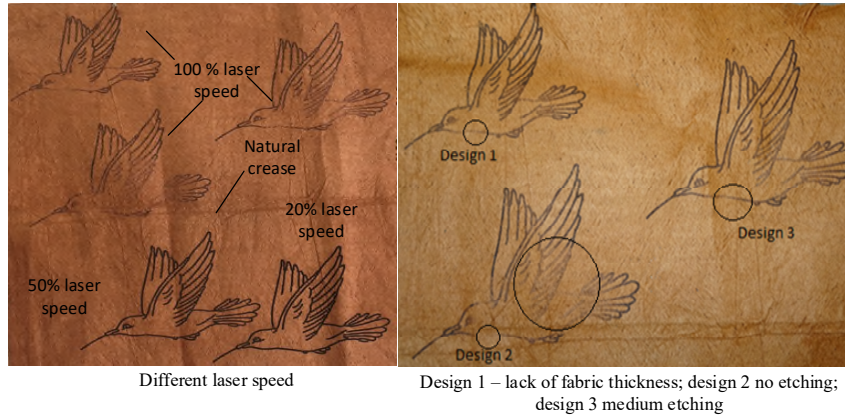 100 % laser
speed
Natural
crease
20% laser
speed
50% laser
speed
Different laser speed
Design 1
Design 3
Design 2
Design 1 – lack of fabric thickness; design 2 no etching;
design 3 medium etching